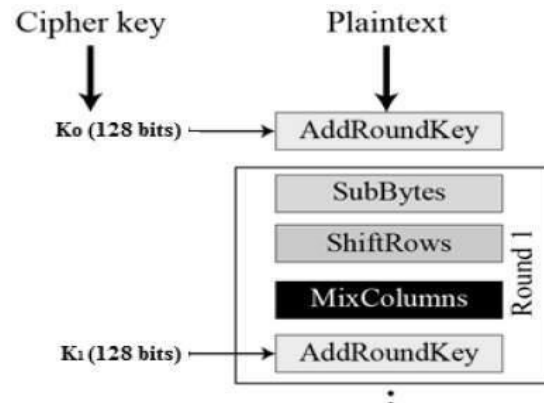 Cipher key
Plaintext
K0 (128 bits)
AddRoundKey
SubBytes
ShiftRows
MixColumns
Round 1
K1 (128 bits)
AddRoundKey